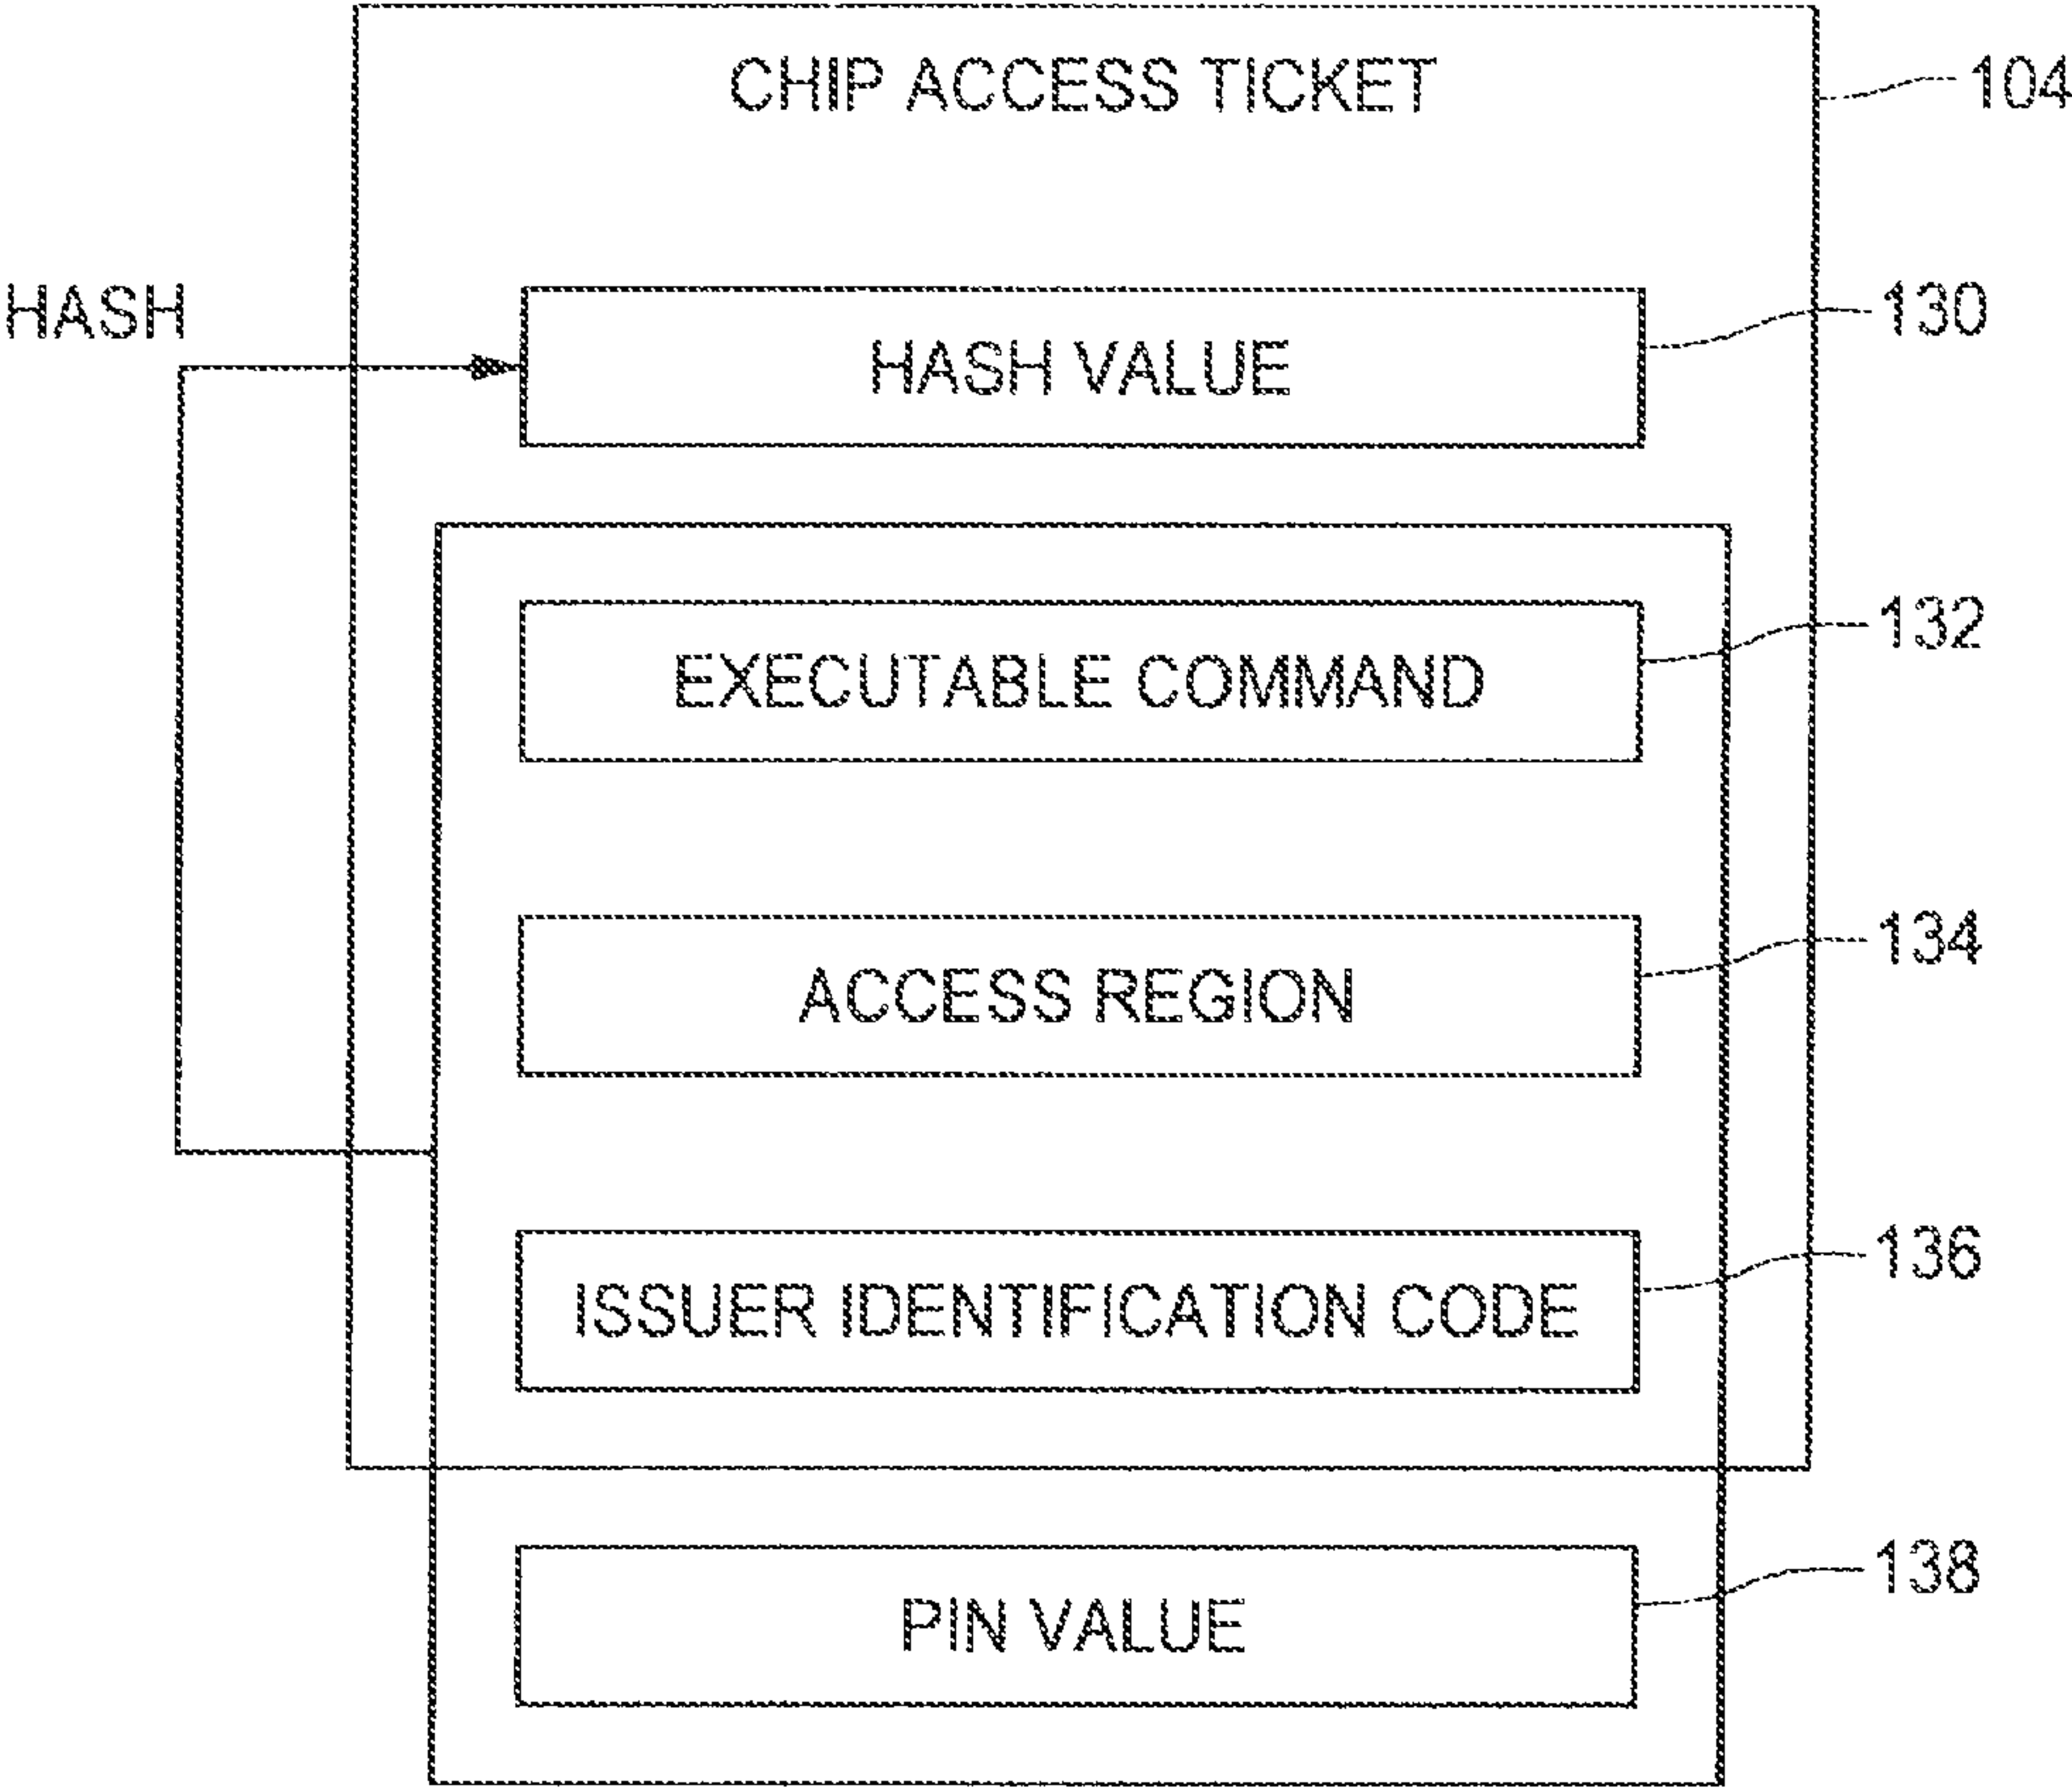 CHIP ACCESS TICKET
104
HASH
HASH VALUE
130
EXECUTABLE COMMAND
132
ACCESS REGION
134
ISSUER IDENTIFICATION CODE
136
PIN VALUE
138